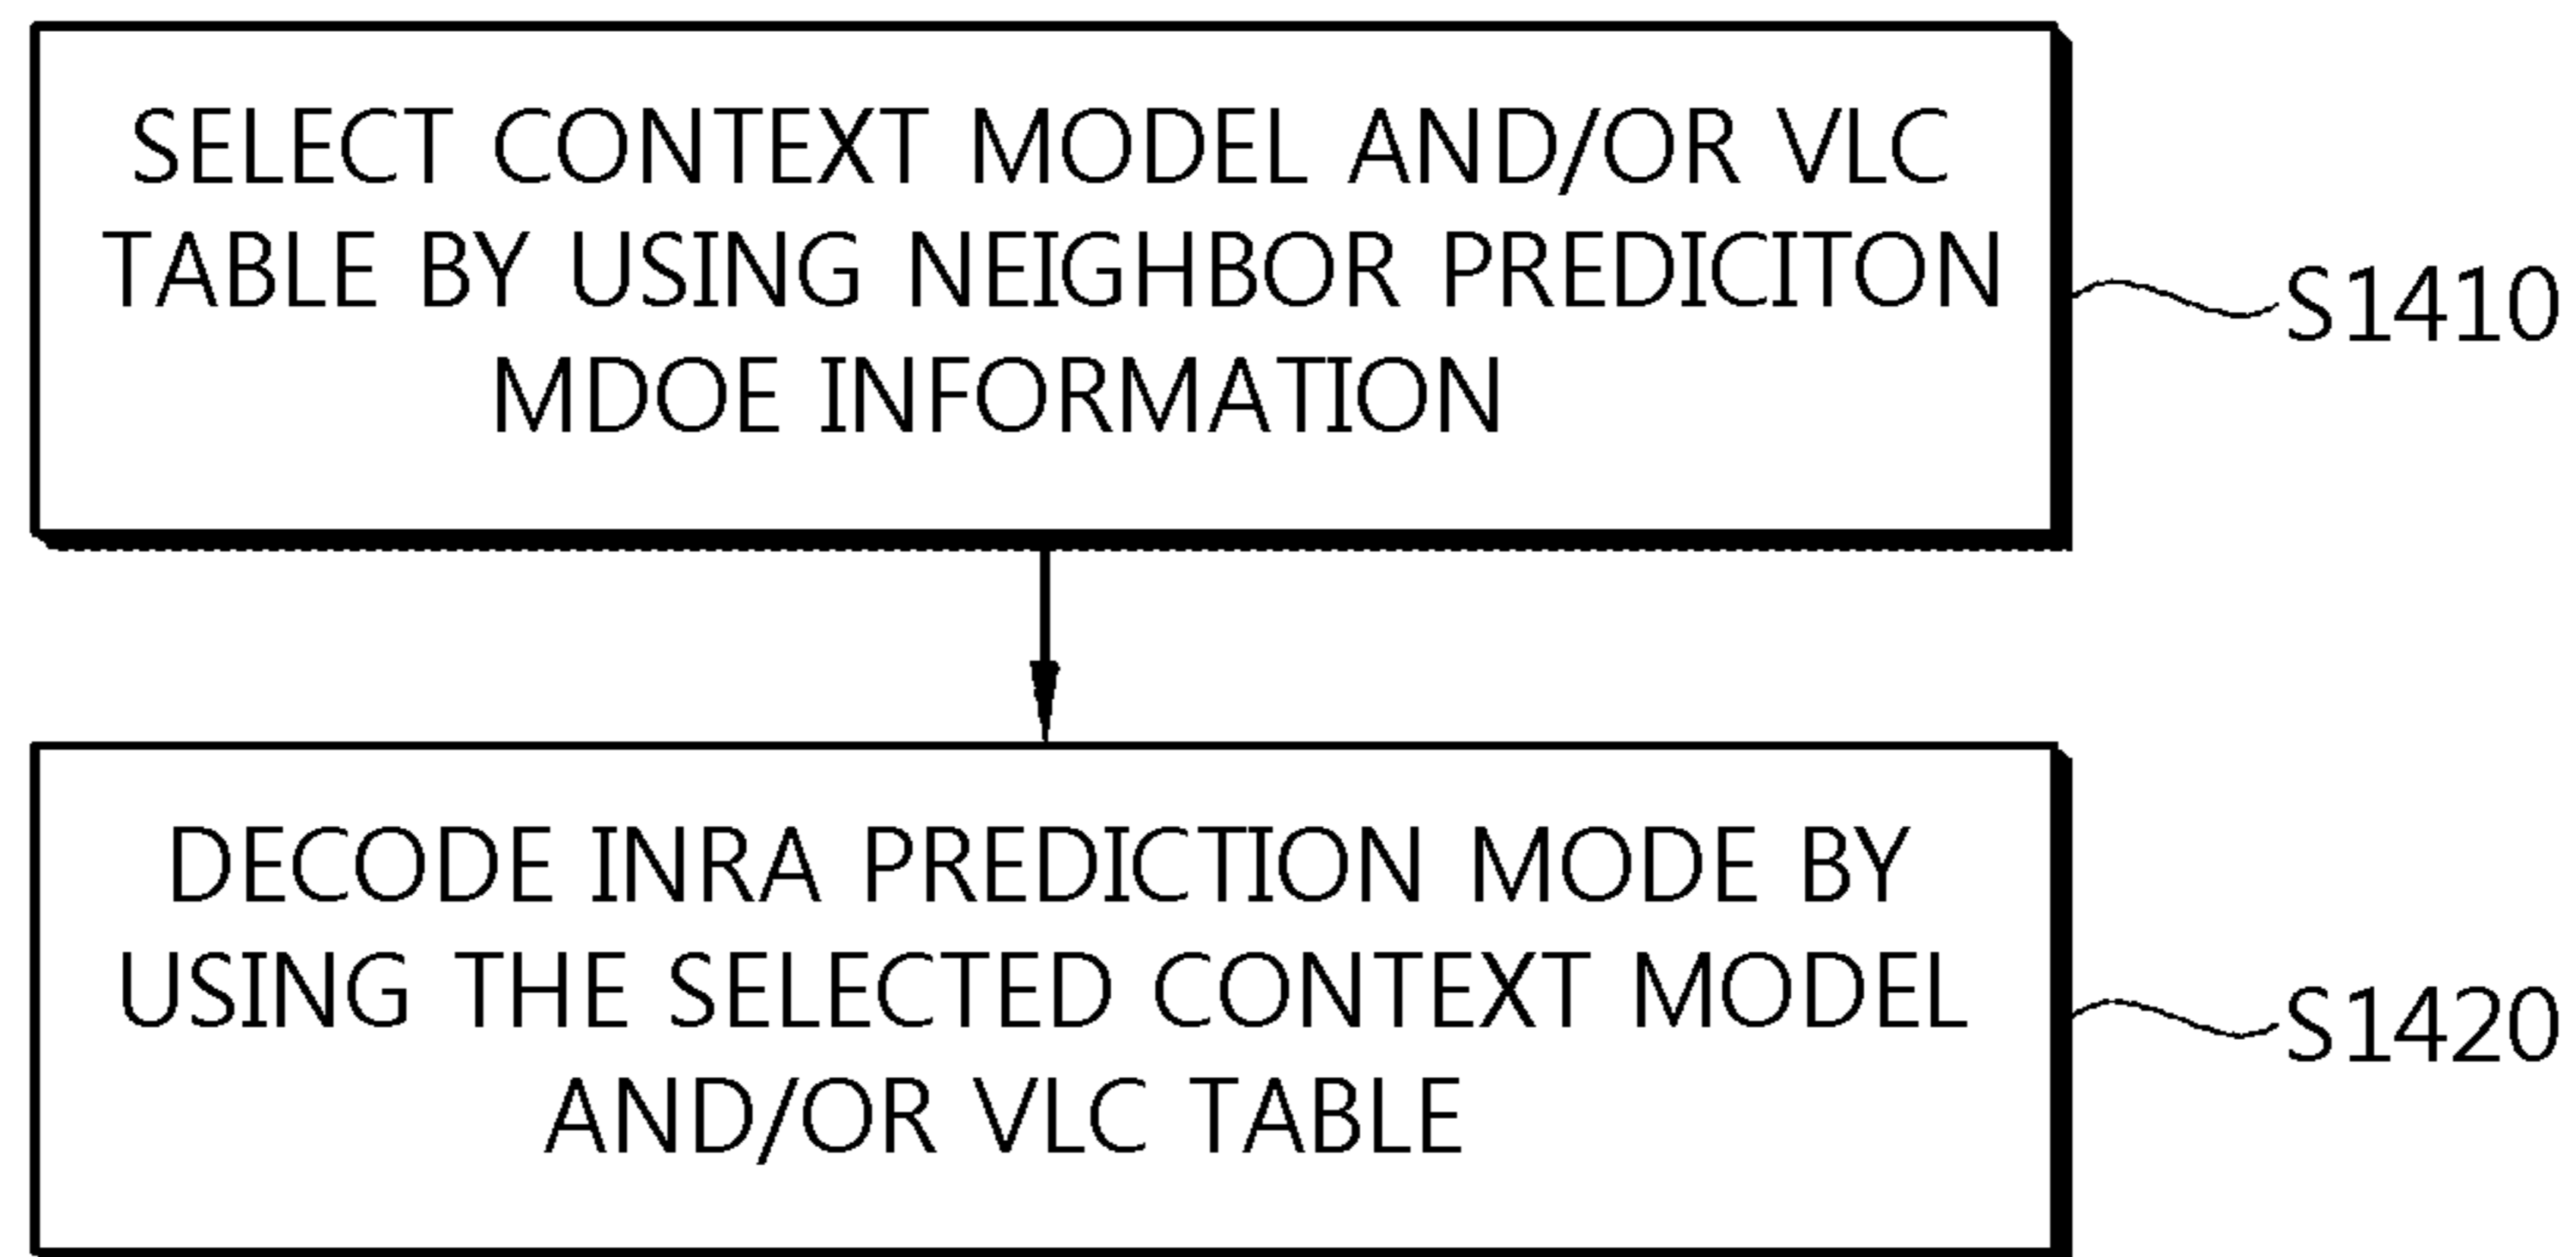 SELECT CONTEXT MODEL AND/OR VLC
TABLE BY USING NEIGHBOR PREDICITON
MDOE INFORMATION
S1410
DECODE INRA PREDICTION MODE BY
USING THE SELECTED CONTEXT MODEL
AND/OR VLC TABLE
S1420